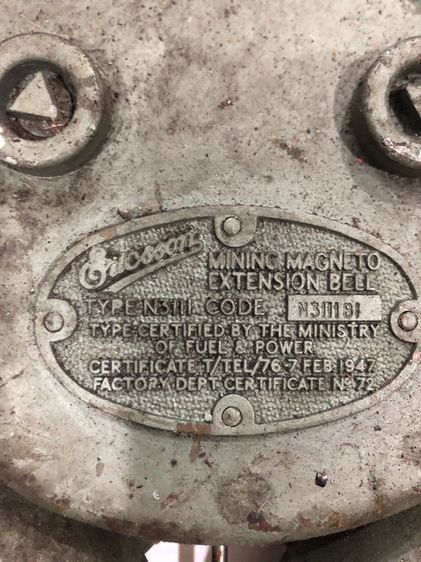 Ericsson
MINING MAGNETO
EXTENSION BELL
TYPE N3111 CODE N3111B1
TYPE CERTIFIED BY THE MINISTRY
OF FUEL & POWER
CERTIFICATE T/TEL/76·7·FEB.1947
FACTORY DEPT CERTIFICATE No 72